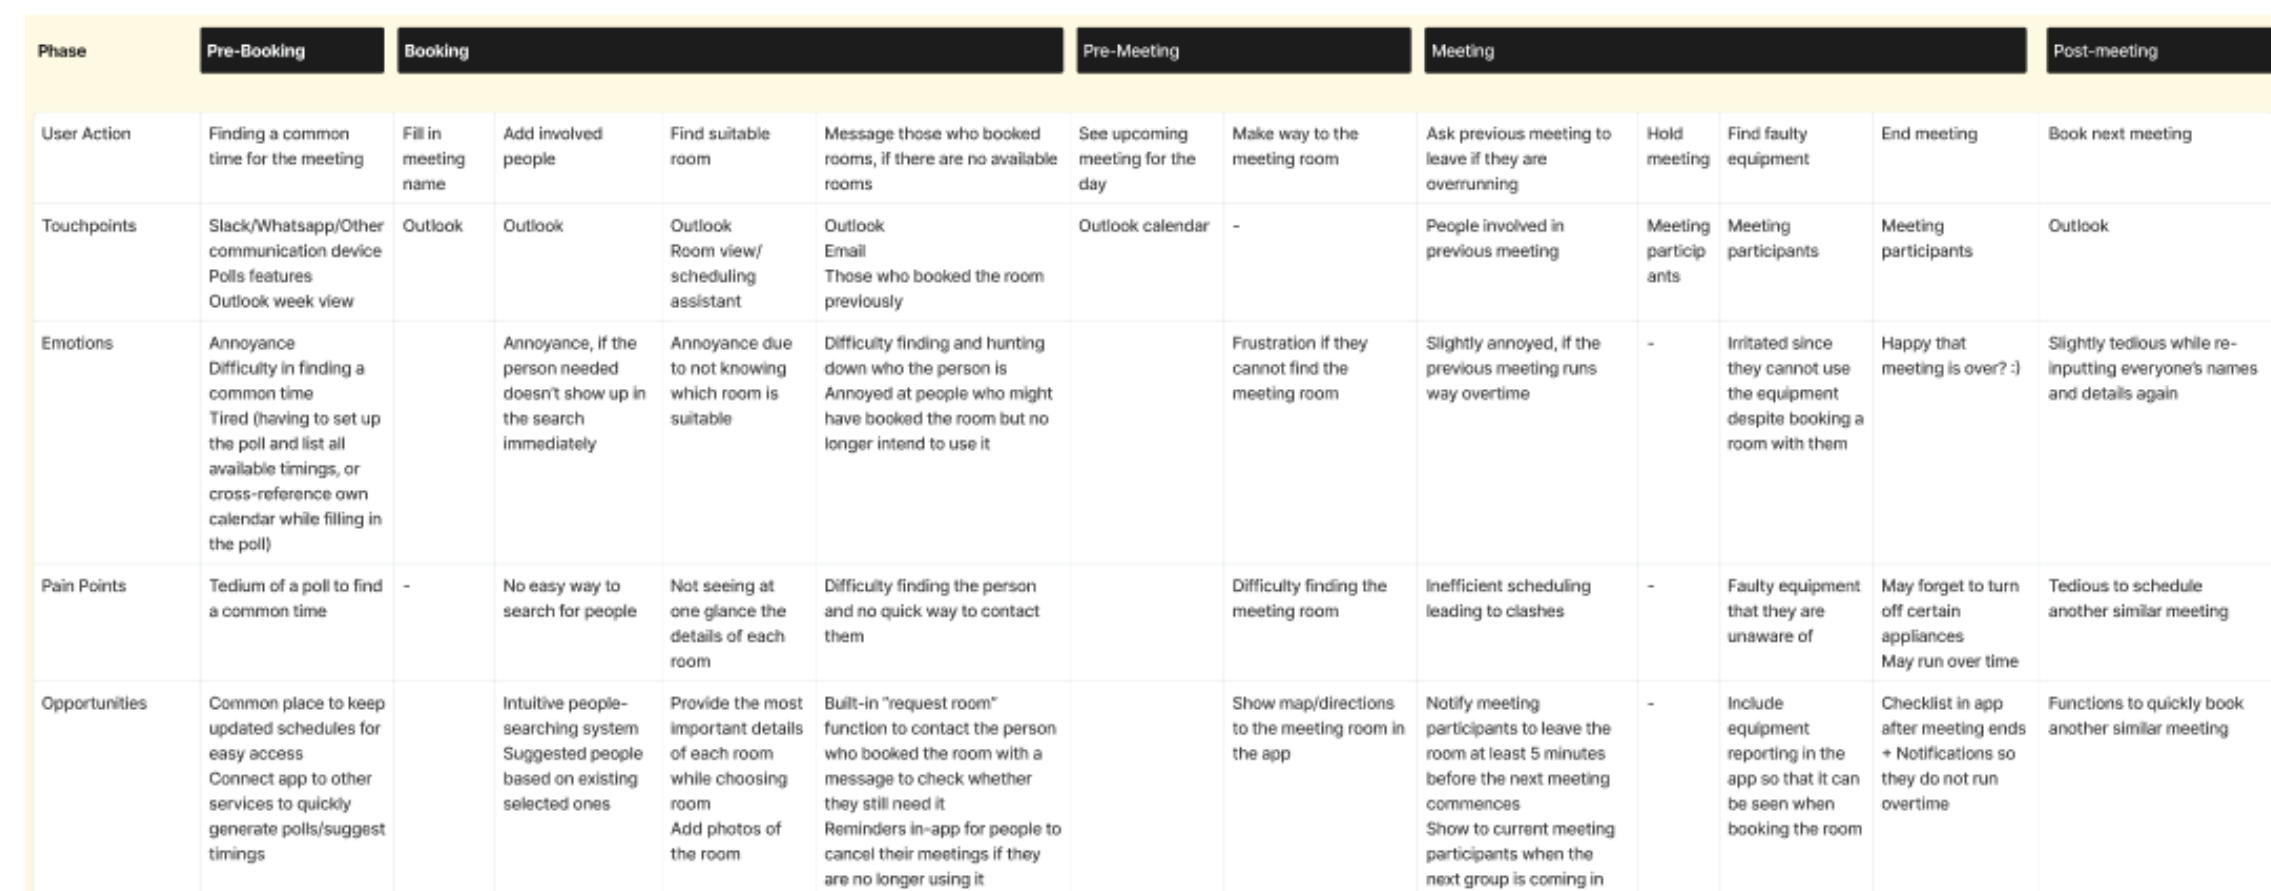 Phase
Pre-Booking
Booking
Pre-Meeting
Meeting
Post-meeting
User Action
Finding a common
time for the meeting
Fill in
meeting
name
Add involved
people
Find suitable
room
Message those who booked
rooms, if there are no available
rooms
See upcoming
meeting for the
day
Make way to the
meeting room
Ask previous meeting to
leave if they are
overrunning
Hold
meeting
Find faulty
equipment
End meeting
Book next meeting
Touchpoints
Slack/Whatsapp/Other
communication device
Polls features
Outlook week view
Outlook
Outlook
Outlook
Room view/
scheduling
assistant
Outlook
Email
Those who booked the room
previously
Outlook calendar
-
People involved in
previous meeting
Meeting
particip
ants
Meeting
participants
Meeting
participants
Outlook
Emotions
Annoyance
Difficulty in finding a
common time
Tired (having to set up
the poll and list all
available timings, or
cross-reference own
calendar while filling in
the poll)
Annoyance, if the
person needed
doesn't show up in
the search
immediately
Annoyance due
to not knowing
which room is
suitable
Difficulty finding and hunting
down who the person is
Annoyed at people who might
have booked the room but no
longer intend to use it
Frustration if they
cannot find the
meeting room
Slightly annoyed, if the
previous meeting runs
way overtime
-
Irritated since
they cannot use
the equipment
despite booking a
room with them
Happy that
meeting is over? :)
Slightly tedious while re-
inputting everyone's names
and details again
Pain Points
Tedium of a poll to find
a common time
-
No easy way to
search for people
Not seeing at
one glance the
details of each
room
Difficulty finding the person
and no quick way to contact
them
Difficulty finding the
meeting room
Inefficient scheduling
leading to clashes
-
Faulty equipment
that they are
unaware of
May forget to turn
off certain
appliances
May run over time
Tedious to schedule
another similar meeting
Opportunities
Common place to keep
updated schedules for
easy access
Connect app to other
services to quickly
generate polls/suggest
timings
Intuitive people-
searching system
Suggested people
based on existing
selected ones
Provide the most
important details
of each room
while choosing
room
Add photos of
the room
Built-in "request room"
function to contact the person
who booked the room with a
message to check whether
they still need it
Reminders in-app for people to
cancel their meetings if they
are no longer using it
Show map/directions
to the meeting room in
the app
Notify meeting
participants to leave the
room at least 5 minutes
before the next meeting
commences
Show to current meeting
participants when the
next group is coming in
-
Include
equipment
reporting in the
app so that it can
be seen when
booking the room
Checklist in app
after meeting ends
+ Notifications so
they do not run
overtime
Functions to quickly book
another similar meeting